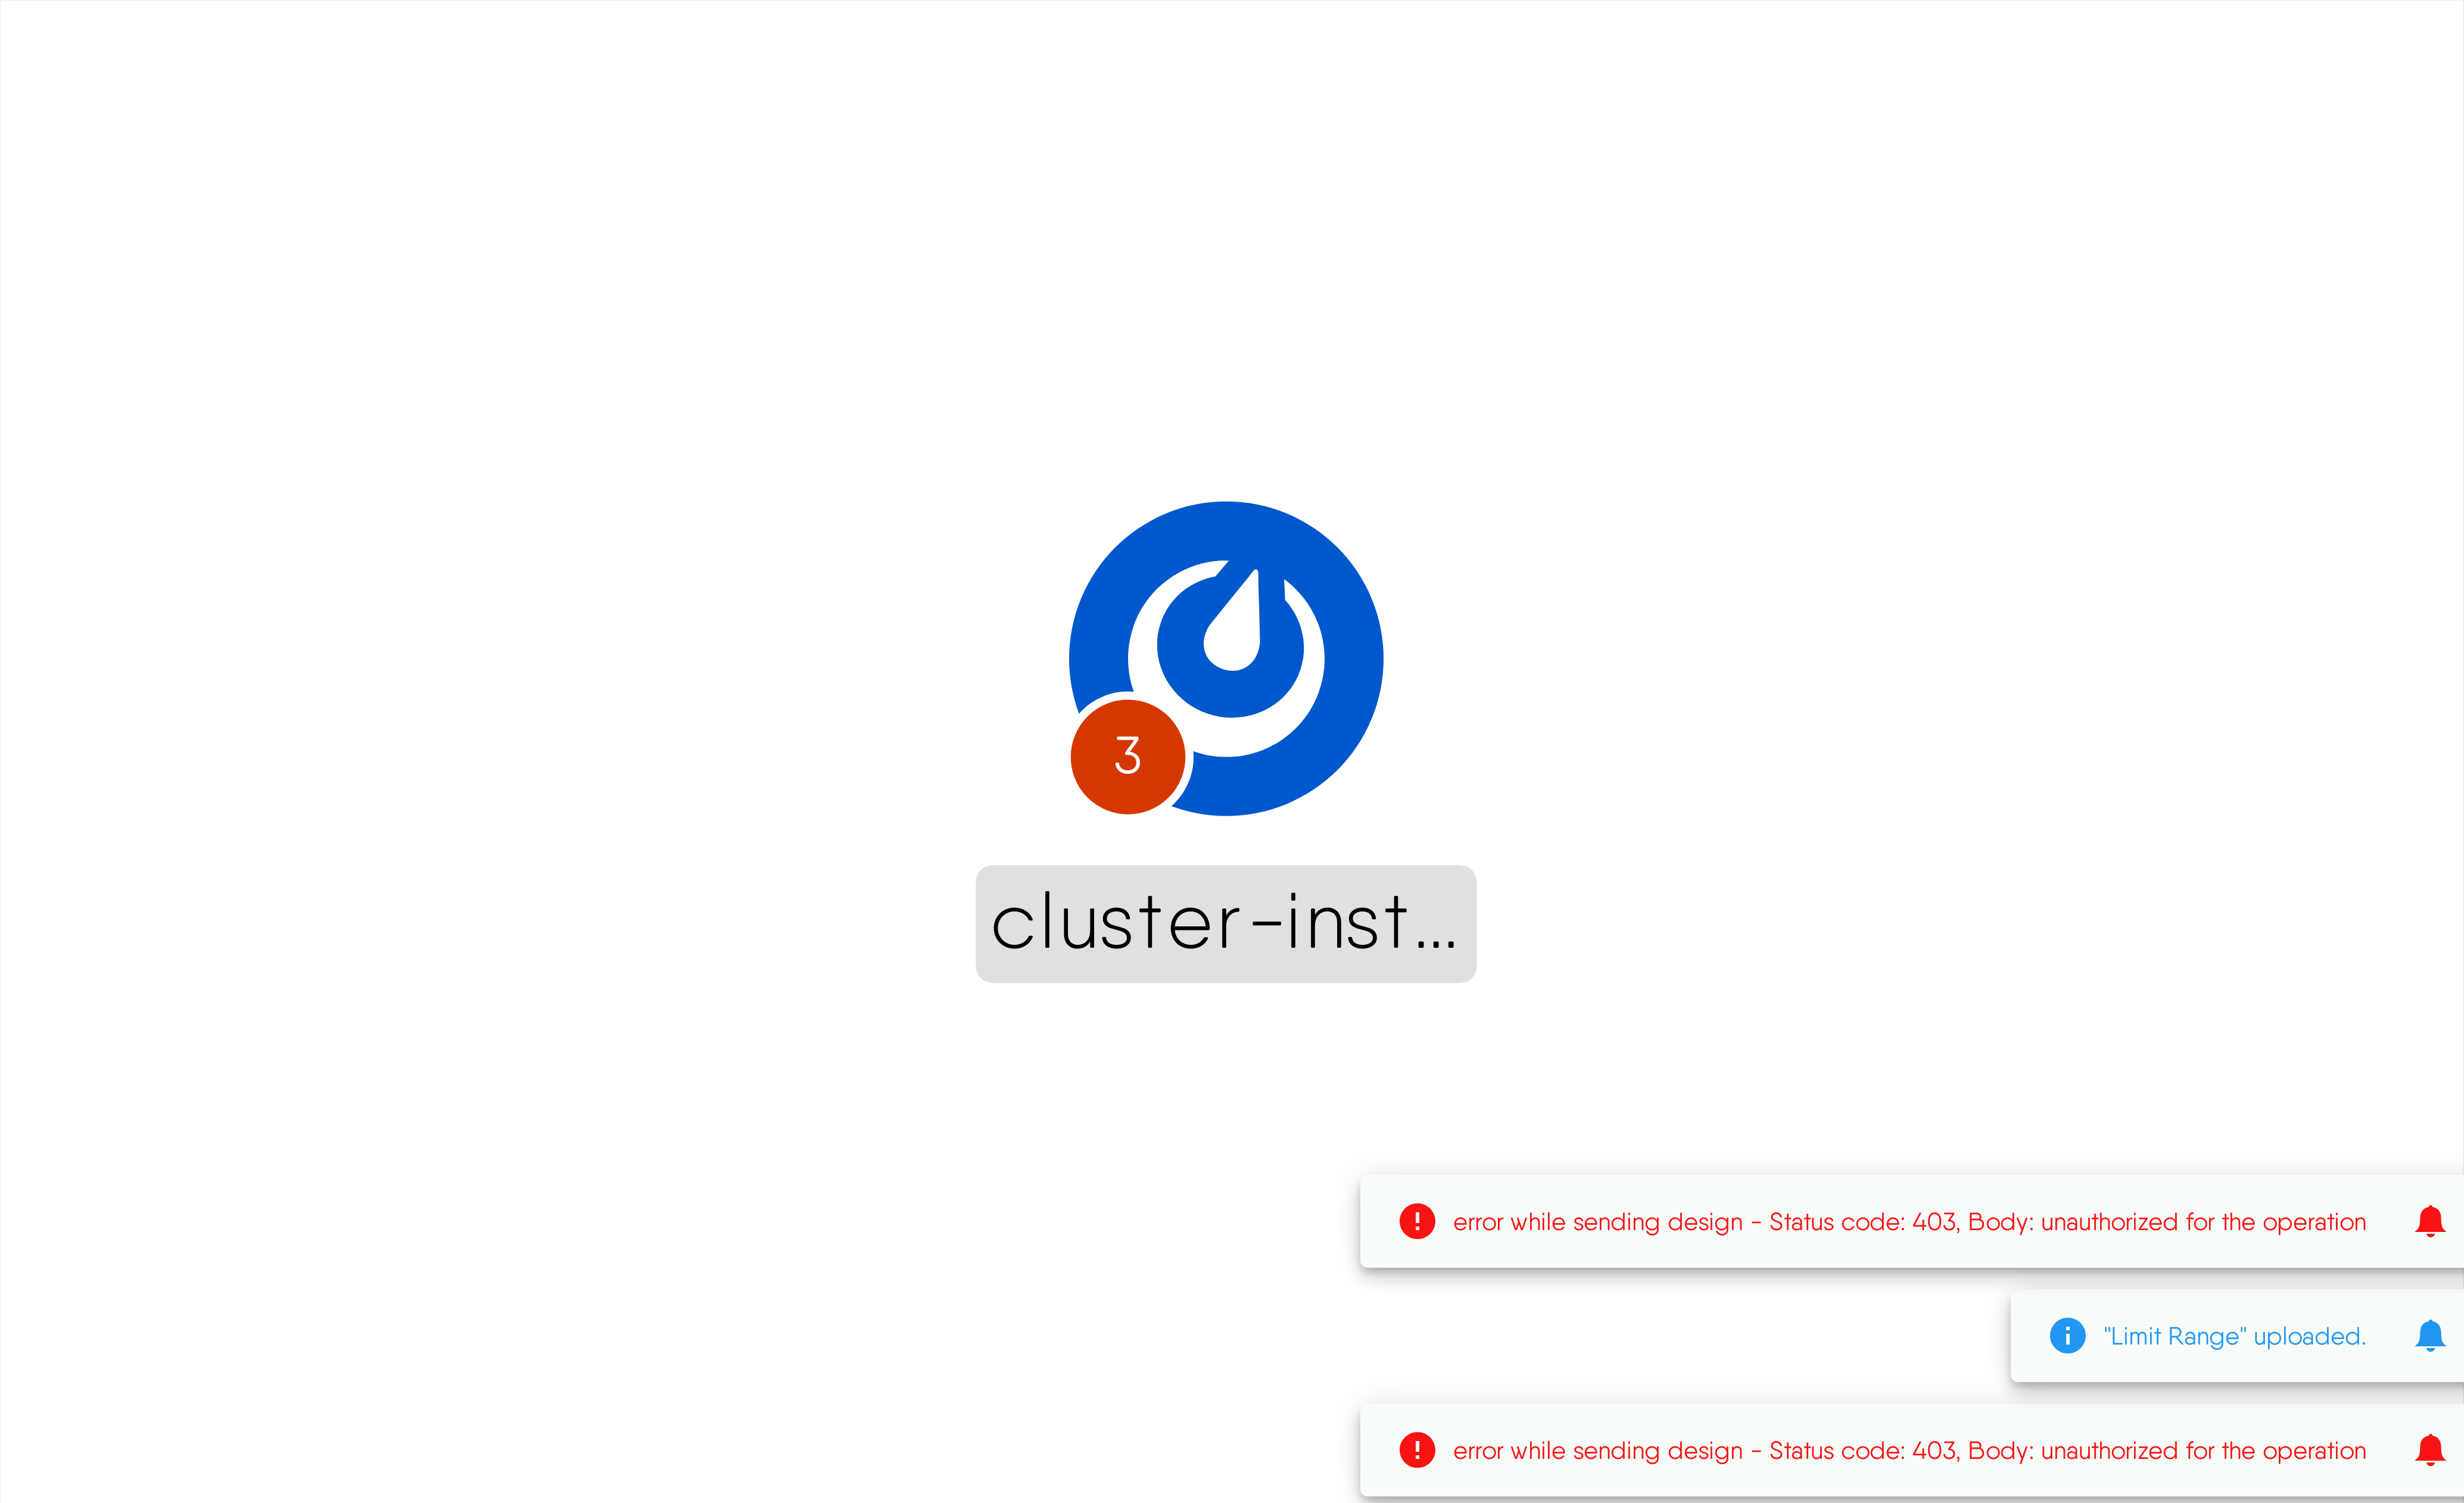 3
cluster-inst...
error while sending design - Status code: 403, Body: unauthorized for the operation
"Limit Range" uploaded.
error while sending design - Status code: 403, Body: unauthorized for the operation